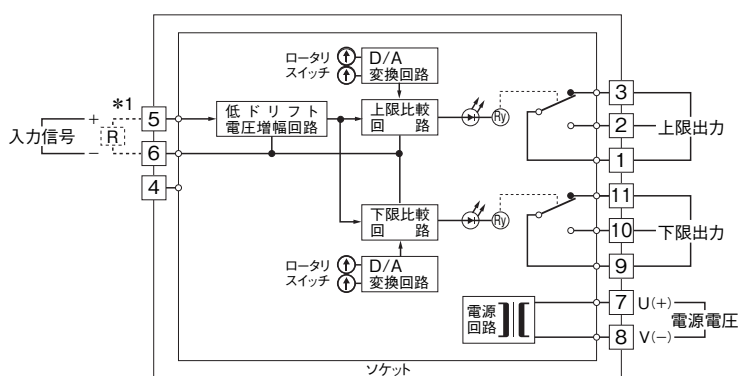 ロータリ
スイッチ
D/A
変換回路
*1
+
5
低ドリフト
電圧増幅回路
上限比較
回 路
Ry
3
2
上限出力
1
入力信号
R
−
6
4
下限比較
回 路
Ry
11
10
下限出力
9
ロータリ
スイッチ
D/A
変換回路
電源
回路
7
U(+)
電源電圧
8
V(−)
ソケット